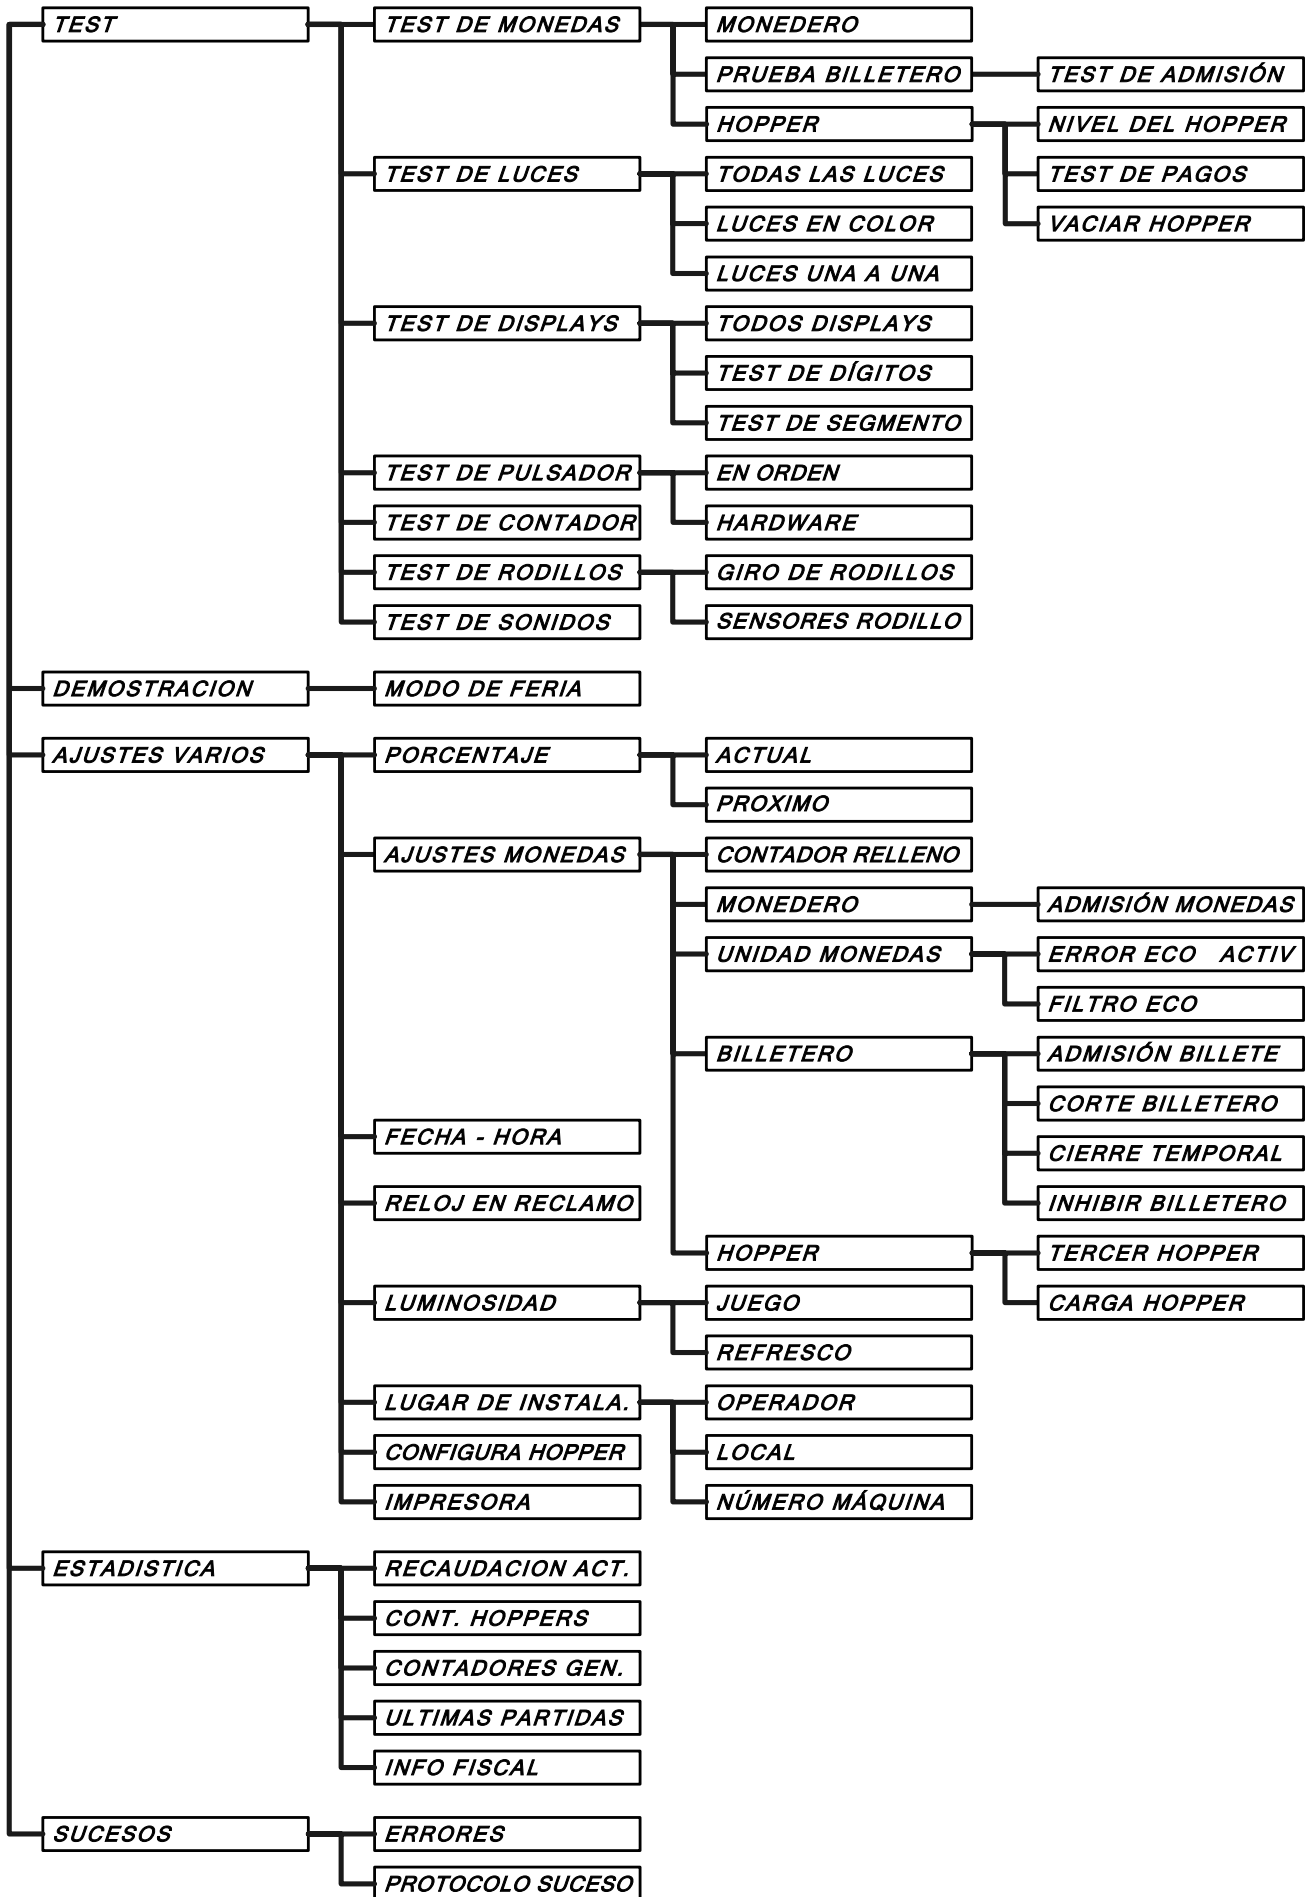 TEST
TEST DE MONEDAS
MONEDERO
PRUEBA BILLETERO
TEST DE ADMISIÓN
HOPPER
NIVEL DEL HOPPER
TEST DE PAGOS
VACIAR HOPPER
TEST DE LUCES
TODAS LAS LUCES
LUCES EN COLOR
LUCES UNA A UNA
TEST DE DISPLAYS
TODOS DISPLAYS
TEST DE DÍGITOS
TEST DE SEGMENTO
TEST DE PULSADOR
EN ORDEN
HARDWARE
TEST DE CONTADOR
TEST DE RODILLOS
GIRO DE RODILLOS
SENSORES RODILLO
TEST DE SONIDOS
DEMOSTRACION
MODO DE FERIA
AJUSTES VARIOS
PORCENTAJE
ACTUAL
PROXIMO
AJUSTES MONEDAS
CONTADOR RELLENO
MONEDERO
ADMISIÓN MONEDAS
UNIDAD MONEDAS
ERROR ECO ACTIV
FILTRO ECO
BILLETERO
ADMISIÓN BILLETE
CORTE BILLETERO
CIERRE TEMPORAL
INHIBIR BILLETERO
HOPPER
TERCER HOPPER
CARGA HOPPER
FECHA - HORA
RELOJ EN RECLAMO
LUMINOSIDAD
JUEGO
REFRESCO
LUGAR DE INSTALA.
OPERADOR
LOCAL
NÚMERO MÁQUINA
CONFIGURA HOPPER
IMPRESORA
ESTADISTICA
RECAUDACION ACT.
CONT. HOPPERS
CONTADORES GEN.
ULTIMAS PARTIDAS
INFO FISCAL
SUCESOS
ERRORES
PROTOCOLO SUCESO